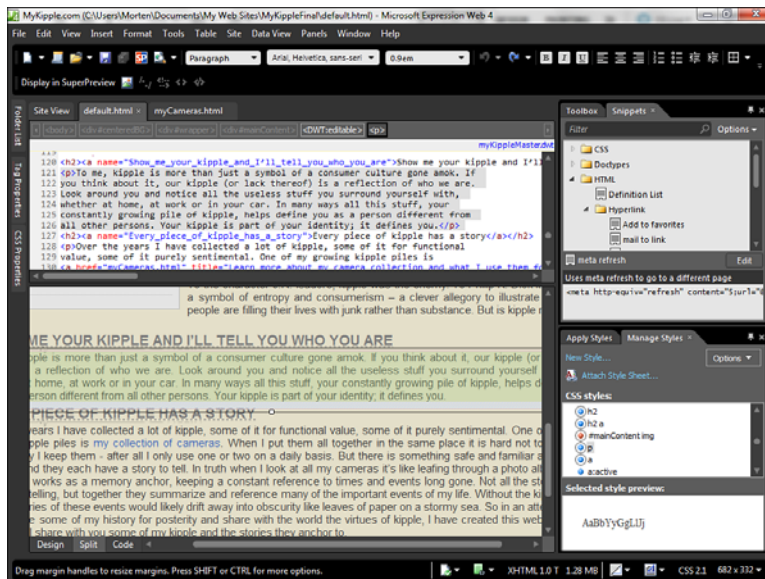 MyKipple.com (C:\Users\Morten\Documents\My Web Sites\MyKippleFinal\default.html) - Microsoft Expression Web 4
File Edit View Insert Format Tools Table Site Data View Panels Window Help
Paragraph Arial, Helvetica, sans-seri 0.9em B I U
Display in SuperPreview
Folder List
Tag Properties
CSS Properties
Site View default.html × myCameras.html
<body> <div#centeredBG> <div#wrapper> <div#mainContent> <DWT:editable> <p>
myKippleMaster.dwt
120 <h2><a name="Show_me_your_kipple_and_I'll_tell_you_who_you_are">Show me your kipple and I'll
121 <p>To me, kipple is more than just a symbol of a consumer culture gone amok. If
122 you think about it, our kipple (or lack thereof) is a reflection of who we are.
123 Look around you and notice all the useless stuff you surround yourself with,
124 whether at home, at work or in your car. In many ways all this stuff, your
125 constantly growing pile of kipple, helps define you as a person different from
126 all other persons. Your kipple is part of your identity; it defines you.</p>
127 <h2><a name="Every_piece_of_kipple_has_a_story">Every piece of kipple has a story</a></h2>
128 <p>Over the years I have collected a lot of kipple, some of it for functional
129 value, some of it purely sentimental. One of my growing kipple piles is
130 <a href="myCameras.html" title="Learn more about my camera collection and what I use them fo
a symbol of entropy and consumerism – a clever allegory to illustrate
people are filling their lives with junk rather than substance. But is kipple r
ME YOUR KIPPLE AND I'LL TELL YOU WHO YOU ARE
pple is more than just a symbol of a consumer culture gone amok. If you think about it, our kipple (or
a reflection of who we are. Look around you and notice all the useless stuff you surround yourself
t home, at work or in your car. In many ways all this stuff, your constantly growing pile of kipple, helps d
erson different from all other persons. Your kipple is part of your identity; it defines you.
PIECE OF KIPPLE HAS A STORY
years I have collected a lot of kipple, some of it for functional value, some of it purely sentimental. One o
pple piles is my collection of cameras. When I put them all together in the same place it is hard not to
y I keep them - after all I only use one or two on a daily basis. But there is something safe and familiar a
nd they each have a story to tell. In truth when I look at all my cameras it's like leafing through a photo alb
works as a memory anchor, keeping a constant reference to times and events long gone. Not all the sto
telling, but together they summarize and reference many of the important events of my life. Without the ki
ries of these events would likely drift away into obscurity like leaves of paper on a stormy sea. So in an att
e some of my history for posterity and share with the world the virtues of kipple, I have created this web
l share with you some of my kipple and the stories they anchor to.
Design Split Code
Toolbox Snippets ×
Filter Options
CSS
Doctypes
HTML
Definition List
Hyperlink
Add to favorites
mail to link
meta refresh Edit
Uses meta refresh to go to a different page
<meta http-equiv="refresh" content="5;url="
Apply Styles Manage Styles ×
New Style... Options
Attach Style Sheet...
CSS styles:
h2
h2 a
#mainContent img
p
a
a:active
Selected style preview:
AaBbYyGgLlJj
Drag margin handles to resize margins. Press SHIFT or CTRL for more options. XHTML 1.0 T 1.28 MB CSS 2.1 682 x 332